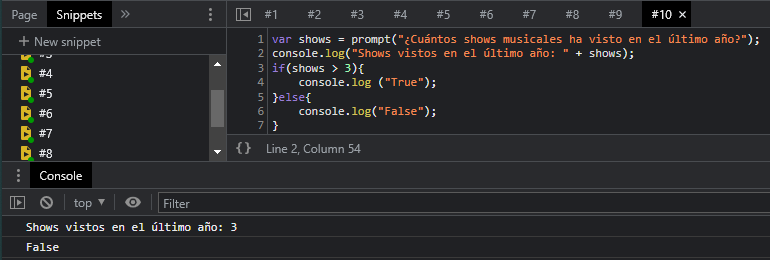 Page Snippets »
#1 #2 #3 #4 #5 #6 #7 #8 #9 #10 ×
+ New snippet
#4
#5
#6
#7
#8
1 var shows = prompt("¿Cuántos shows musicales ha visto en el último año?");
2 console.log("Shows vistos en el último año: " + shows);
3 if(shows > 3){
4 console.log ("True");
5 }else{
6 console.log("False");
7 }
{} Line 2, Column 54
Console
top ▼ Filter
Shows vistos en el último año: 3
False